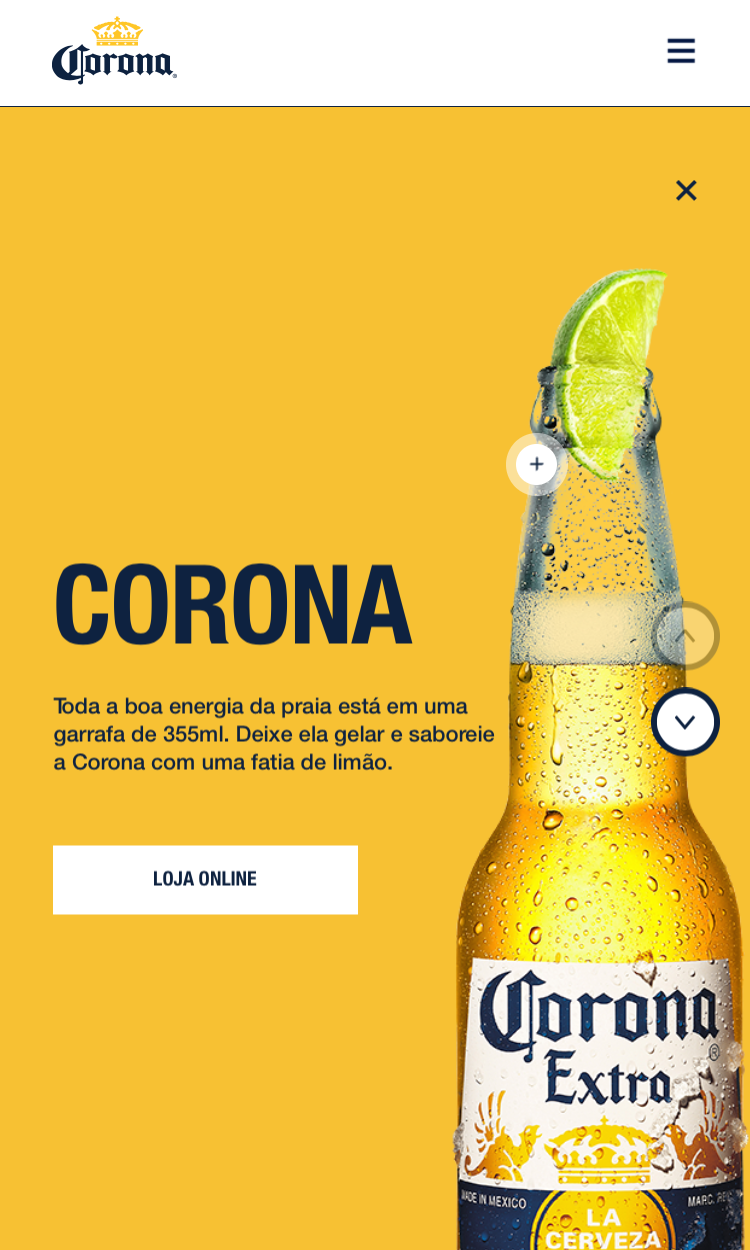 Corona
CORONA
Toda a boa energia da praia está em uma
garrafa de 355ml. Deixe ela gelar e saboreie
a Corona com uma fatia de limão.
LOJA ONLINE
Corona
Extra
MADE IN MEXICO
MARC.
LA
CERVEZA